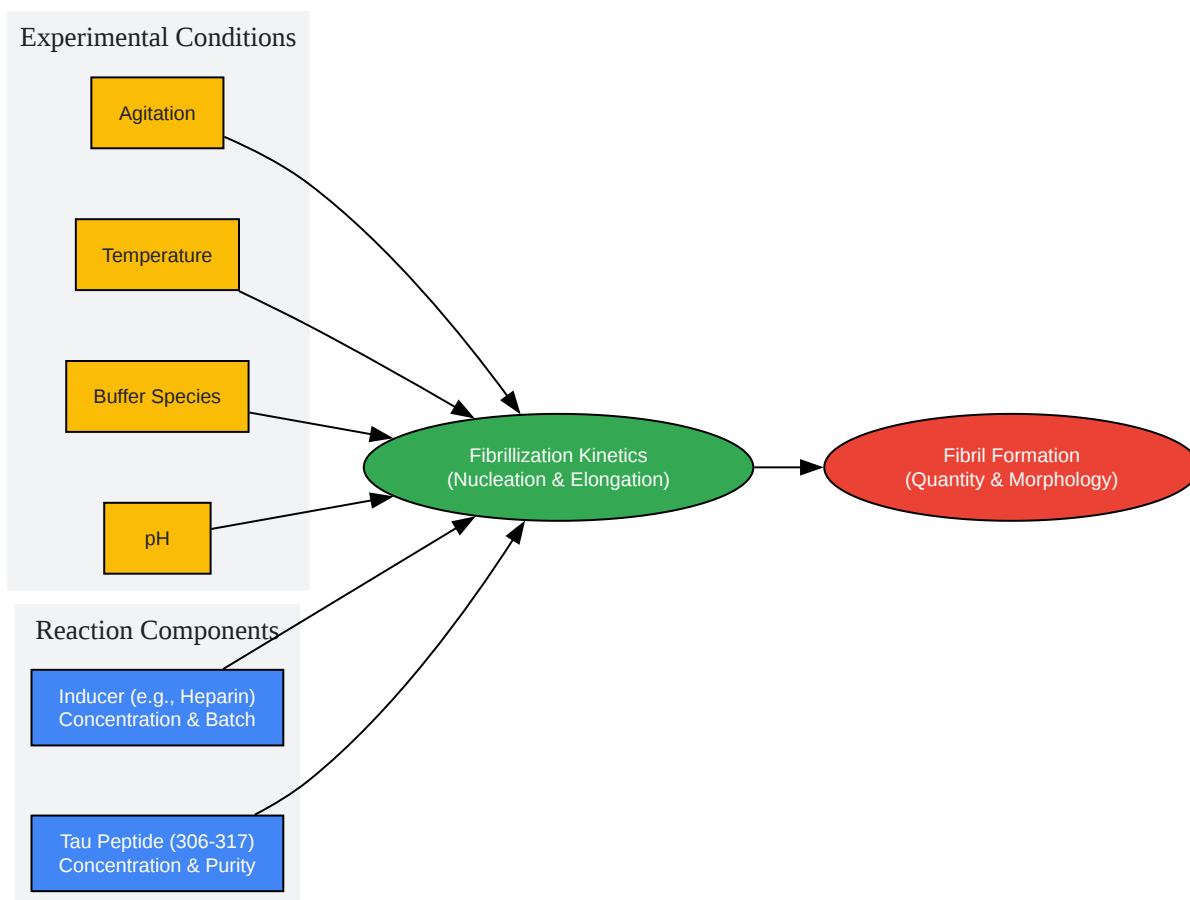 Experimental Conditions
Agitation
Temperature
Buffer Species
pH
Reaction Components
Inducer (e.g., Heparin)
Concentration & Batch
Tau Peptide (306-317)
Concentration & Purity
Fibrillization Kinetics
(Nucleation & Elongation)
Fibril Formation
(Quantity & Morphology)